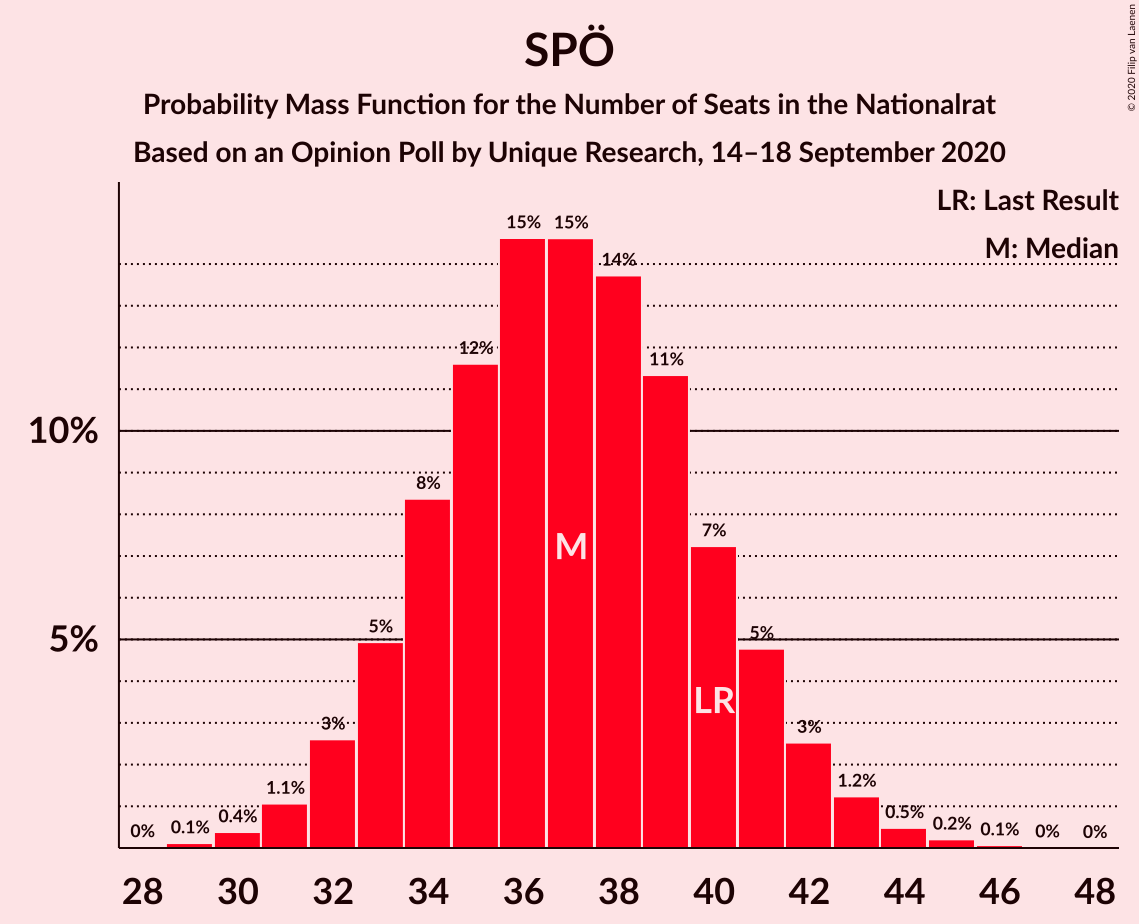 SPÖ
Probability Mass Function for the Number of Seats in the Nationalrat
Based on an Opinion Poll by Unique Research, 14–18 September 2020
© 2020 Filip van Laenen
LR: Last Result
M: Median
10%
5%
0%
0.1%
0.4%
1.1%
3%
5%
8%
12%
15%
15%
14%
11%
7%
5%
3%
1.2%
0.5%
0.2%
0.1%
0%
0%
M
LR
28 30 32 34 36 38 40 42 44 46 48